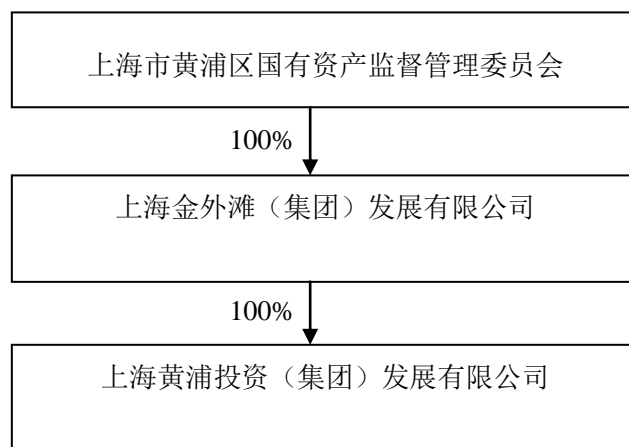 上海市黄浦区国有资产监督管理委员会
100%
上海金外滩（集团）发展有限公司
100%
上海黄浦投资（集团）发展有限公司